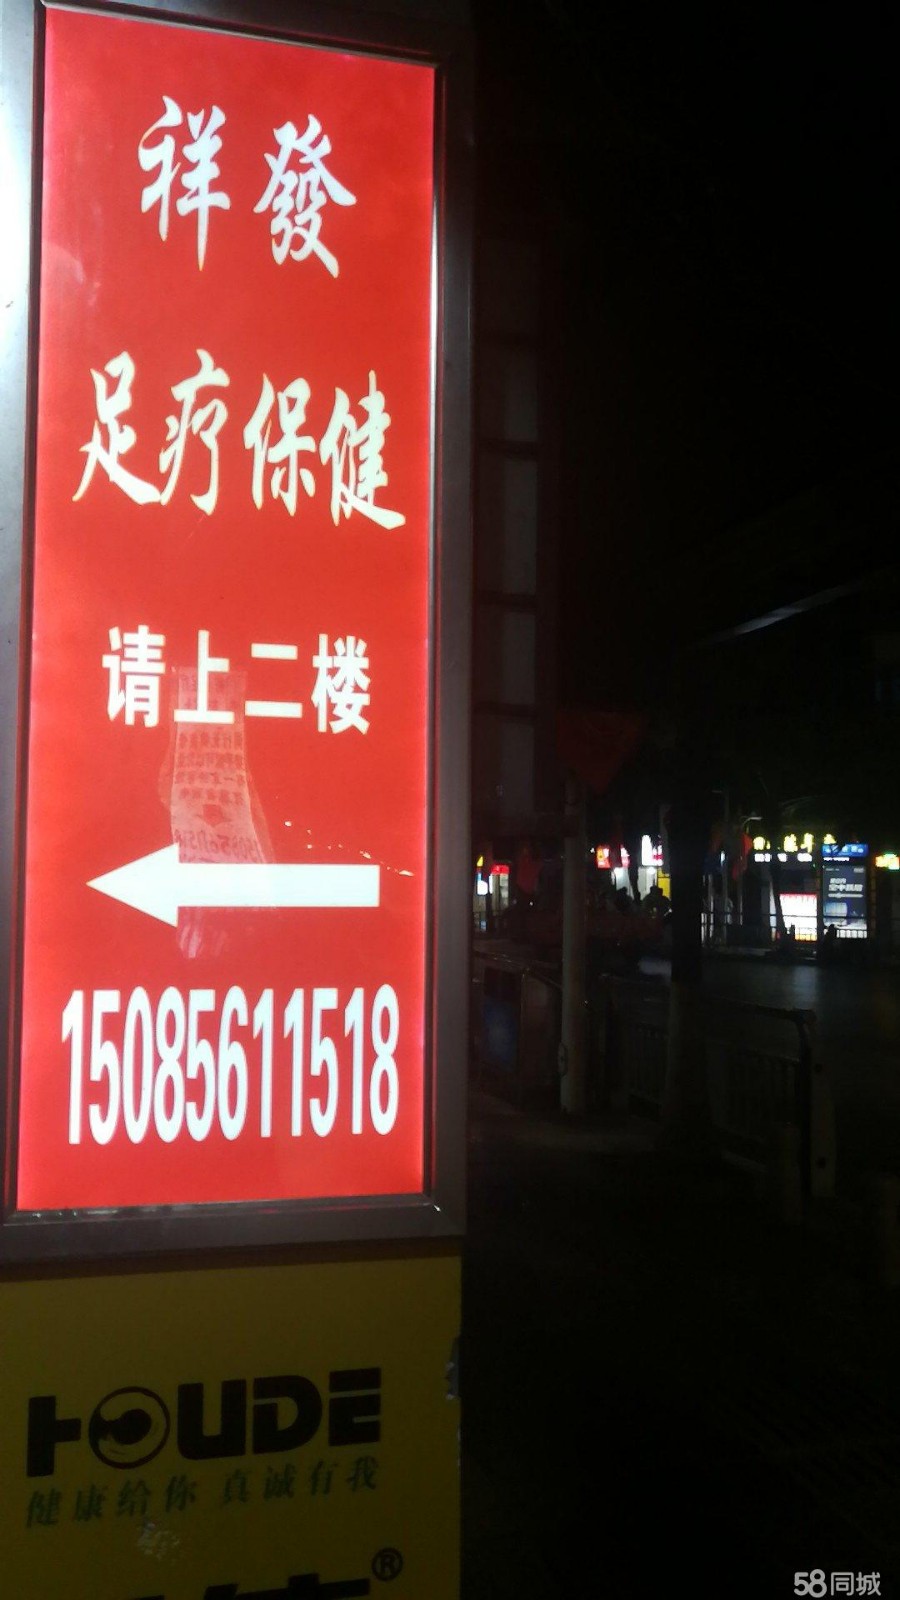 祥發
足疗保健
请上二楼
15085611518
HOUDE
健康给你 真诚有我
®
58同城